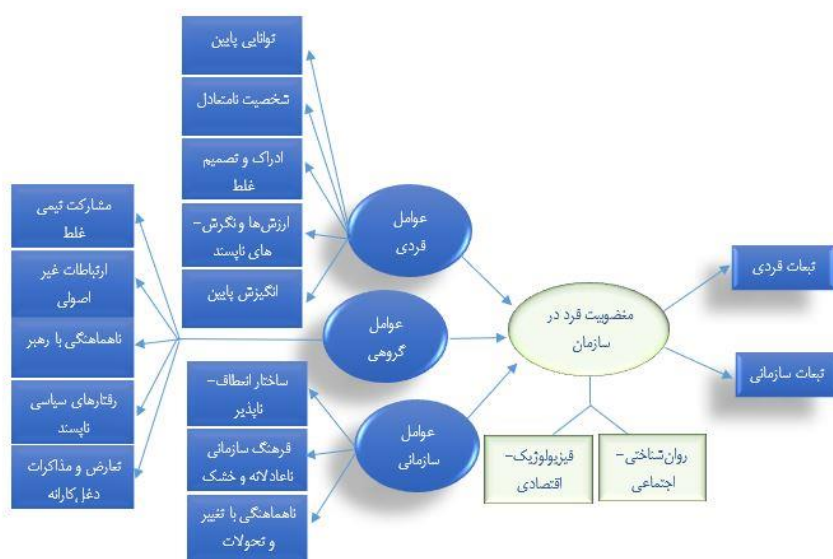 توانایی پایین
شخصیت نامتعادل
ادراک و تصمیم
غلط
ارزش‌ها و نگرش-
های ناپسند
انگیزش پایین
مشارکت تیمی
غلط
ارتباطات غیر
اصولی
ناهماهنگی با رهبر
رفتارهای سیاسی
ناپسند
تعارض و مذاکرات
دغل‌کارانه
ساختار انعطاف-
ناپذیر
فرهنگ سازمانی
ناعادلانه و خشک
ناهماهنگی با تغییر
و تحولات
عوامل
فردی
عوامل
گروهی
عوامل
سازمانی
مغضوبیت فرد در
سازمان
روان‌شناختی-
اجتماعی
فیزیولوژیک-
اقتصادی
تبعات فردی
تبعات سازمانی